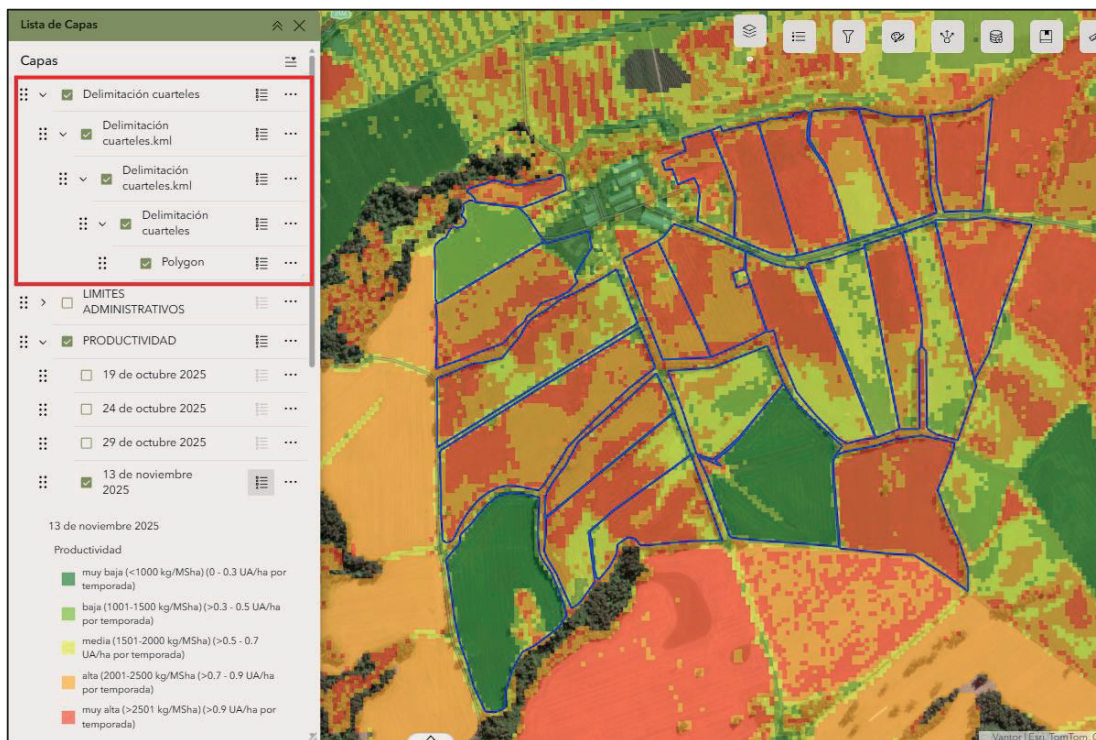 Lista de Capas
Capas
Delimitación cuarteles
Delimitación
cuarteles.kml
Delimitación
cuarteles.kml
Delimitación
cuarteles
Polygon
LIMITES
ADMINISTRATIVOS
PRODUCTIVIDAD
19 de octubre 2025
24 de octubre 2025
29 de octubre 2025
13 de noviembre
2025
13 de noviembre 2025
Productividad
muy baja (<1000 kg/MSha) (0 - 0.3 UA/ha por
temporada)
baja (1001-1500 kg/MSha) (>0.3 - 0.5 UA/ha
por temporada)
media (1501-2000 kg/MSha) (>0.5 - 0.7
UA/ha por temporada)
alta (2001-2500 kg/MSha) (>0.7 - 0.9 UA/ha
por temporada)
muy alta (>2501 kg/MSha) (>0.9 UA/ha por
temporada)
Vantor | Esri, TomTom,